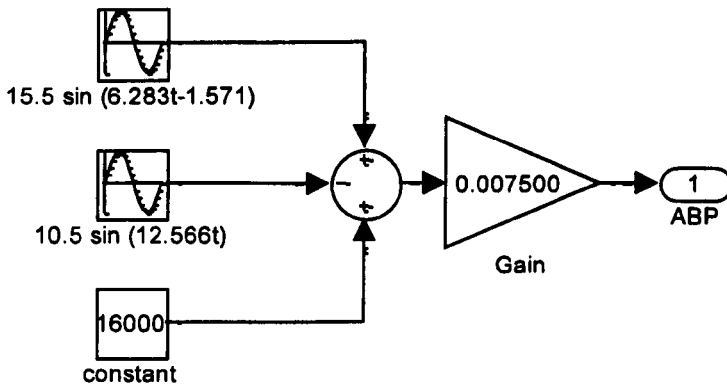 15.5 sin (6.283t-1.571)
+
−
+
0.007500
1
ABP
10.5 sin (12.566t)
Gain
16000
constant